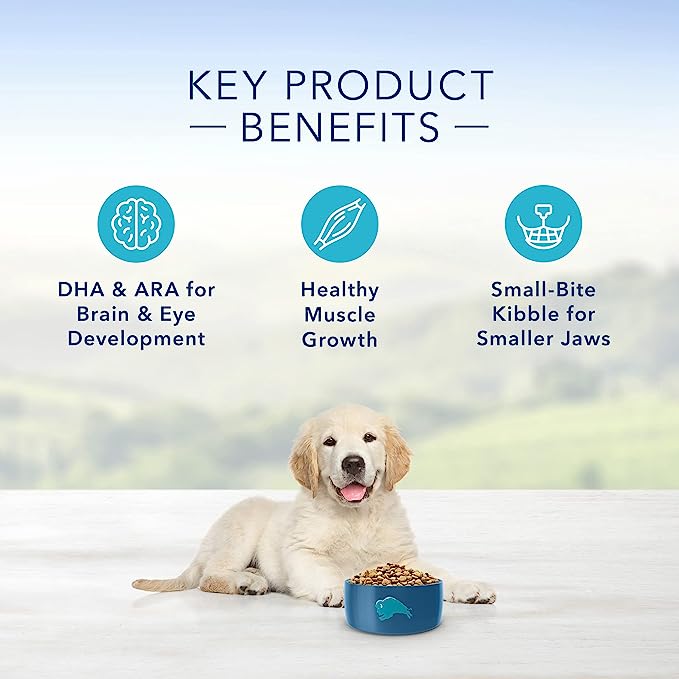 KEY PRODUCT
BENEFITS
DHA & ARA for
Brain & Eye
Development
Healthy
Muscle
Growth
Small-Bite
Kibble for
Smaller Jaws